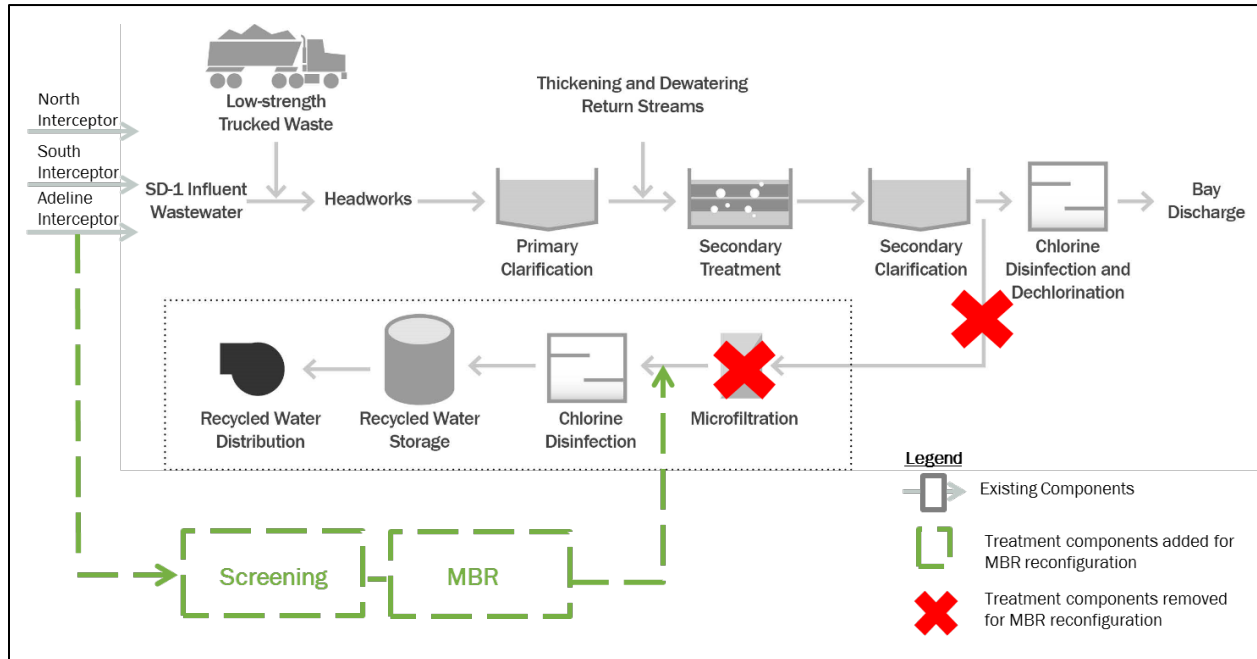 North
Interceptor
South
Interceptor
Adeline
Interceptor
Low-strength
Trucked Waste
SD-1 Influent
Wastewater
Headworks
Thickening and Dewatering
Return Streams
Primary
Clarification
Secondary
Treatment
Secondary
Clarification
Chlorine
Disinfection and
Dechlorination
Bay
Discharge
Recycled Water
Distribution
Recycled Water
Storage
Chlorine
Disinfection
Microfiltration
Screening
MBR
Legend
Existing Components
Treatment components added for
MBR reconfiguration
Treatment components removed
for MBR reconfiguration